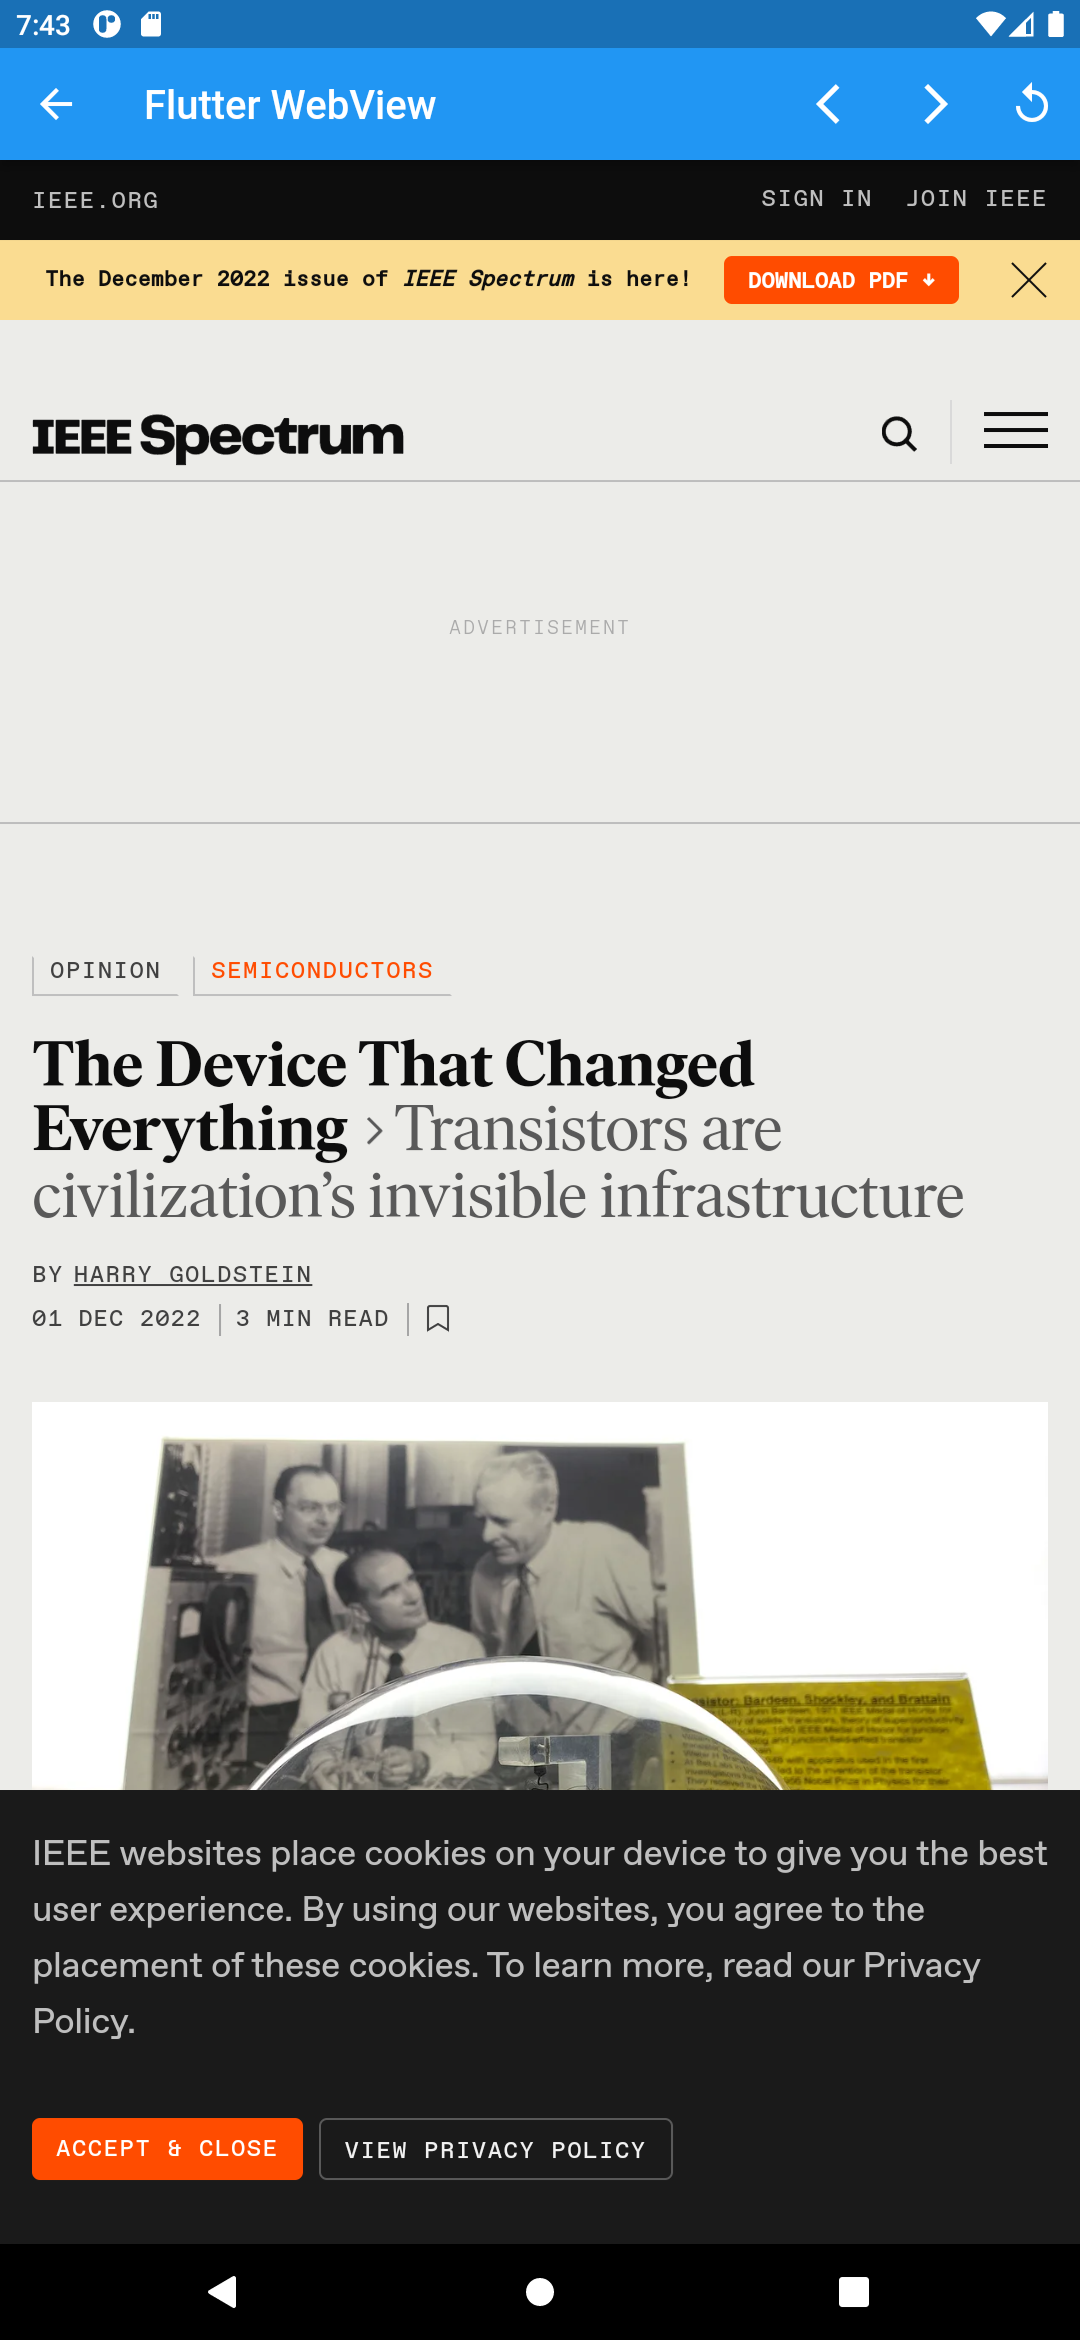 7:43
Flutter WebView
IEEE.ORG
SIGN IN JOIN IEEE
The December 2022 issue of IEEE Spectrum is here!
DOWNLOAD PDF ↓
IEEE Spectrum
ADVERTISEMENT
OPINION
SEMICONDUCTORS
The Device That Changed
Everything > Transistors are
civilization’s invisible infrastructure
BY HARRY GOLDSTEIN
01 DEC 2022
3 MIN READ
Bardeen, Shockley, and Brattain
IEEE websites place cookies on your device to give you the best
user experience. By using our websites, you agree to the
placement of these cookies. To learn more, read our Privacy
Policy.
ACCEPT & CLOSE
VIEW PRIVACY POLICY